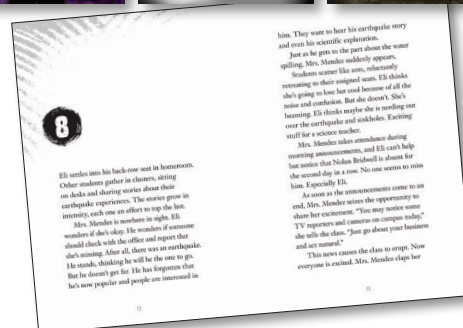 8
Eli settles into his back-row seat in homeroom.
Other students gather in clusters, sitting
on desks and sharing stories about their
earthquake experiences. The stories grow in
intensity, each one an effort to top the last.
Mrs. Mendez is nowhere in sight. Eli
wonders if she's okay. He wonders if someone
should check with the office and report that
she's missing. After all, there was an earthquake.
He stands, thinking he will be the one to go.
But he doesn't get far. He has forgotten that
he's now popular and people are interested in
him. They want to hear his earthquake story
and even his scientific explanation.
Just as he gets to the part about the water
spilling, Mrs. Mendez suddenly appears.
Students scatter like ants, reluctantly
retreating to their assigned seats. Eli thinks
she's going to lose her cool because of all the
noise and confusion. But she doesn't. She's
beaming. Eli thinks maybe she is nerding out
over the earthquake and sinkholes. Exciting
stuff for a science teacher.
Mrs. Mendez takes attendance during
morning announcements, and Eli can't help
but notice that Nolan Bridwell is absent for
the second day in a row. No one seems to miss
him. Especially Eli.
As soon as the announcements come to an
end, Mrs. Mendez seizes the opportunity to
share her excitement. "You may notice some
TV reporters and cameras on campus today,"
she tells the class. "Just go about your business
and act natural."
This news causes the class to erupt. Now
everyone is excited. Mrs. Mendez claps her